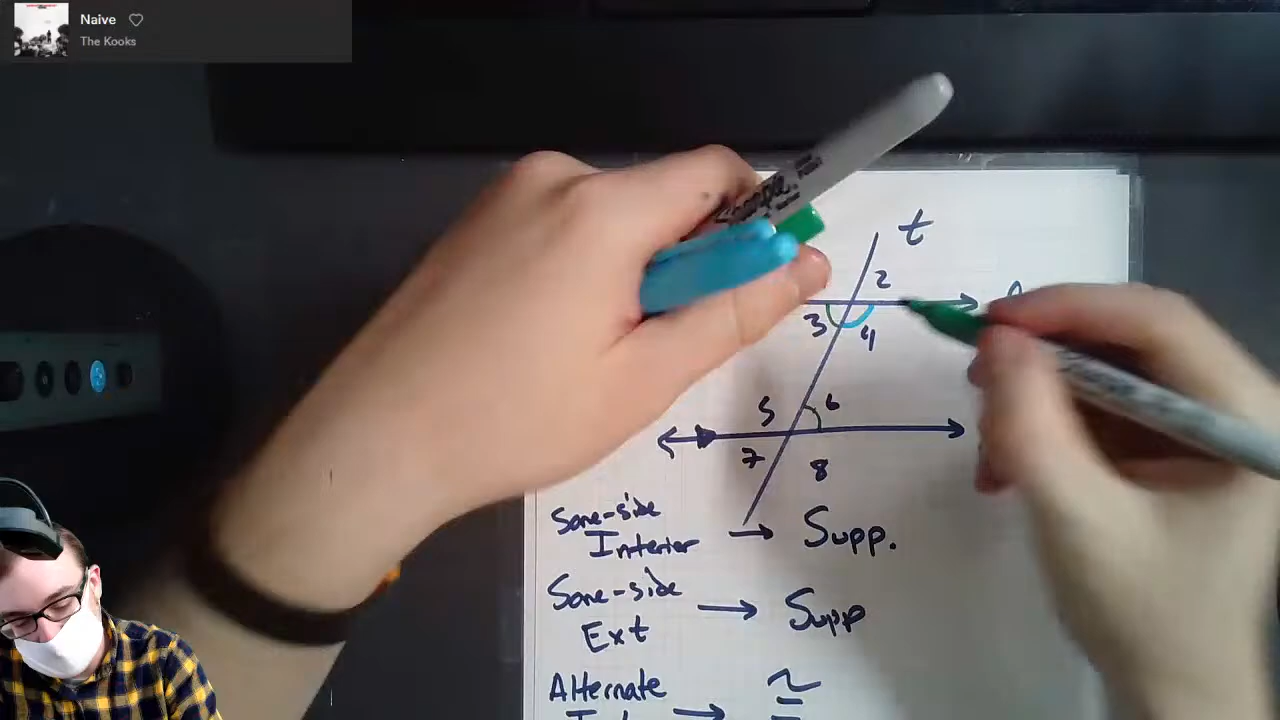 Naive
The Kooks
Sample.
t
2
3 4
5 6
7 8
Same-side
Interior → Supp.
Same-side
Ext → Supp
Alternate
→ ≅